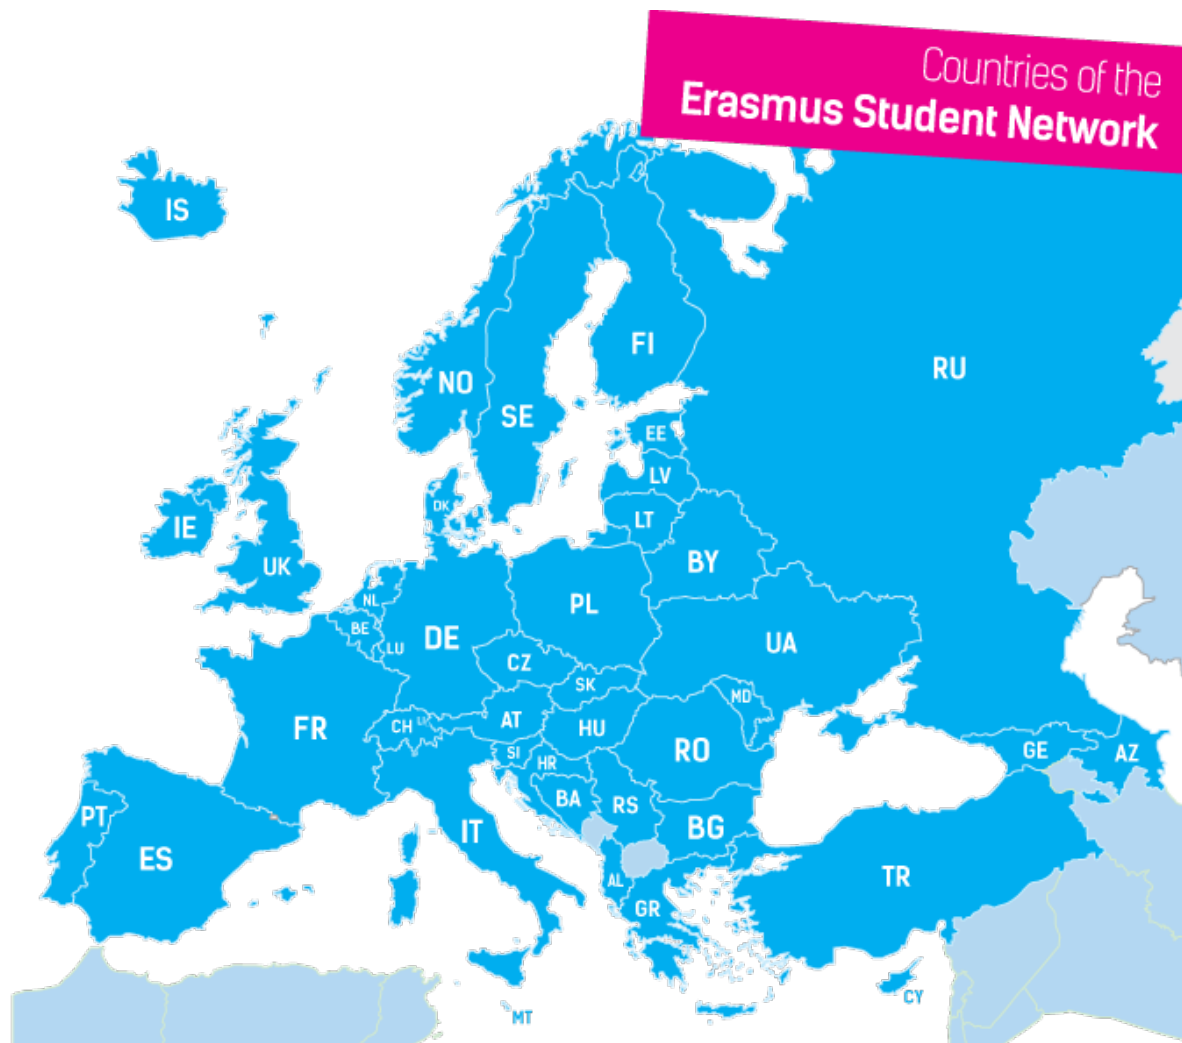 Countries of the
Erasmus Student Network
IS
FI
RU
NO
SE
EE
LV
DK
LT
IE
BY
UK
NL
PL
BE
DE
UA
LU
CZ
SK
MD
FR
CH
LI
AT
HU
RO
GE
AZ
SI
HR
BA
RS
PT
IT
BG
ES
TR
AL
GR
CY
MT